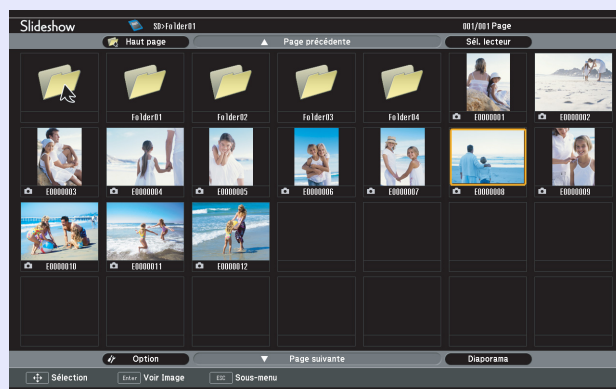 Slideshow SD>Folder01 001/001 Page
Haut page Page précédente Sél. lecteur
Folder01 Folder02 Folder03 Folder04 E0000001 E0000002
E0000003 E0000004 E0000005 E0000006 E0000007 E0000008 E0000009
E0000010 E0000011 E0000012
Option Page suivante Diaporama
Sélection Enter Voir Image ESC Sous-menu